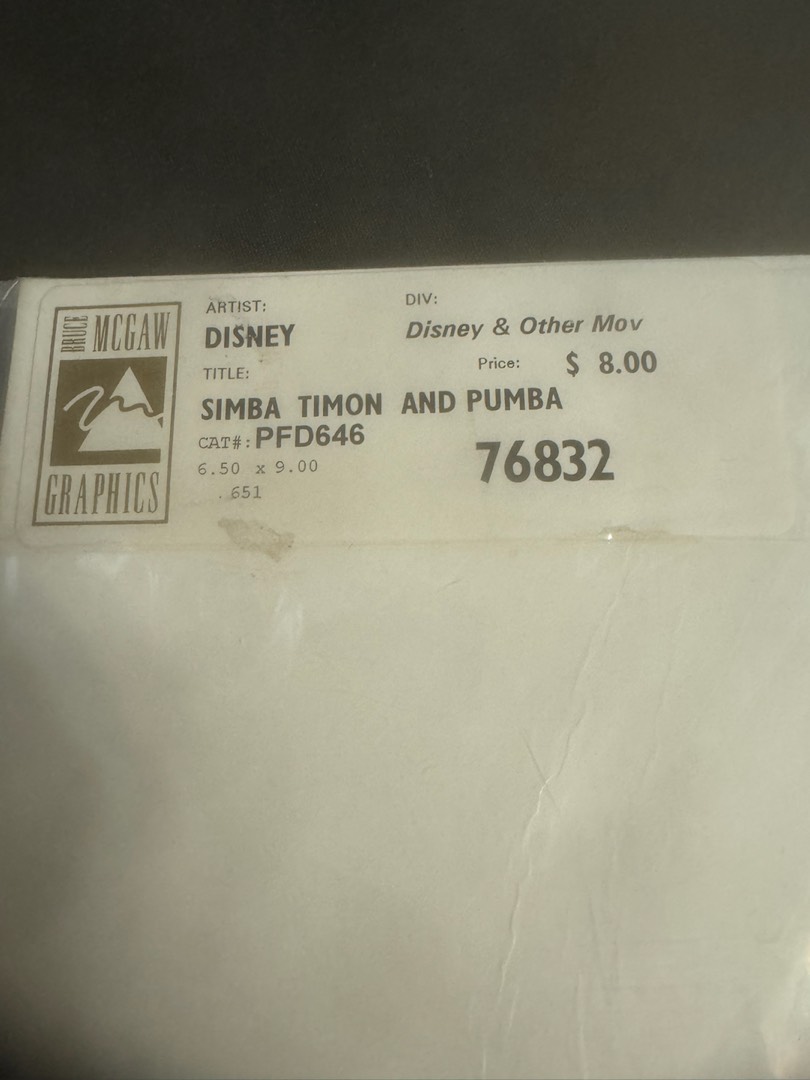 BRUCE MCGAW
GRAPHICS
ARTIST:
DISNEY
DIV:
Disney & Other Mov
TITLE:
Price: $ 8.00
SIMBA TIMON AND PUMBA
CAT#: PFD646
76832
6.50 x 9.00
.651